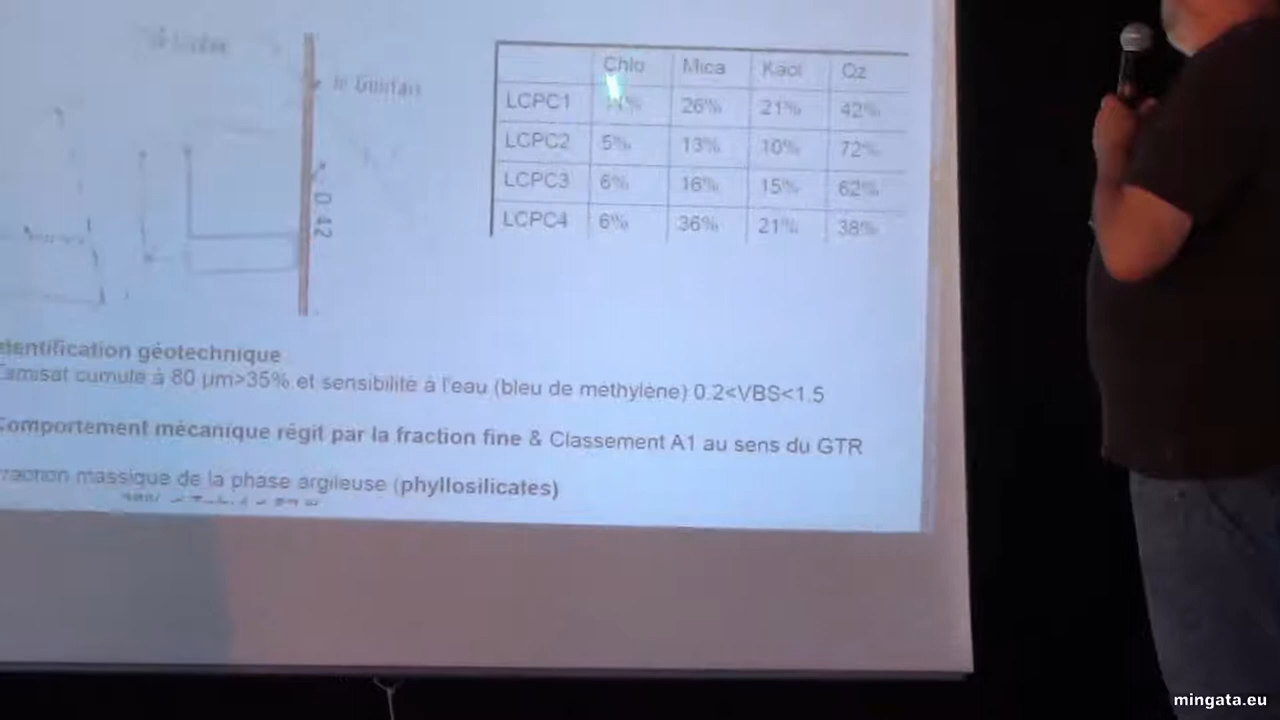 0.42
Chlo Mica Kaol Qz
LCPC1 26% 21% 42%
LCPC2 5% 13% 10% 72%
LCPC3 6% 16% 15% 62%
LCPC4 6% 36% 21% 38%
dentification géotechnique
amisat cumulé à 80 µm>35% et sensibilité à l'eau (bleu de méthylène) 0.2<VBS<1.5
Comportement mécanique régit par la fraction fine & Classement A1 au sens du GTR
raction massique de la phase argileuse (phyllosilicates)
mingata.eu